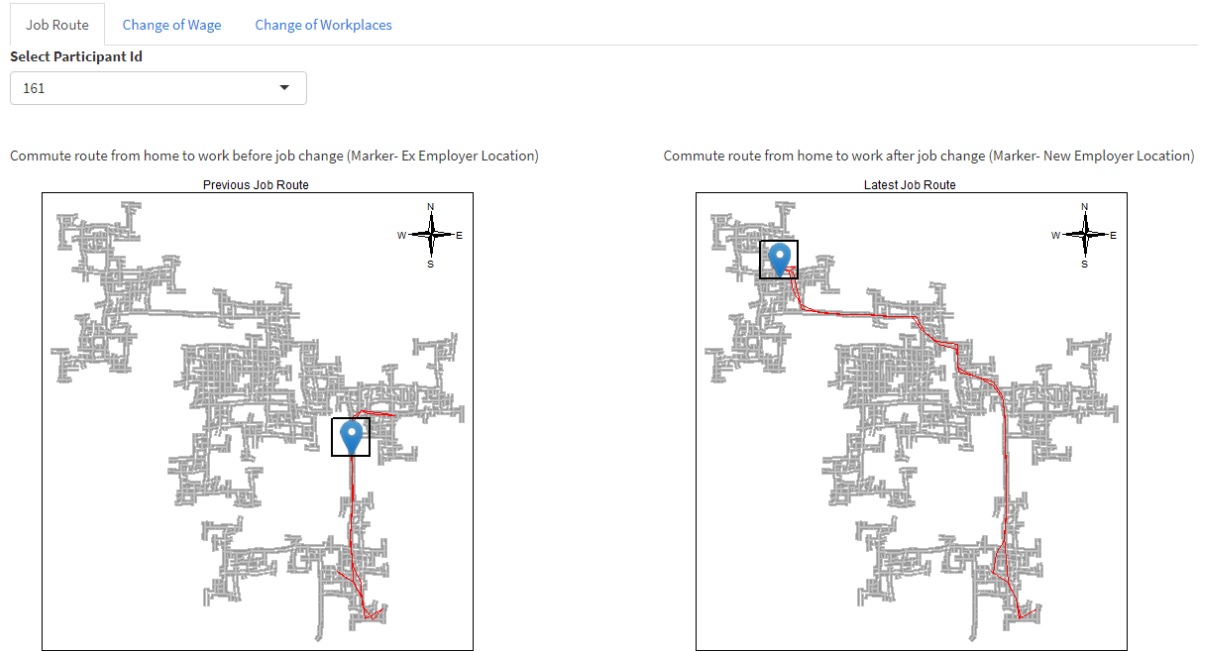 Job Route Change of Wage Change of Workplaces
Select Participant Id
161
Commute route from home to work before job change (Marker- Ex Employer Location)
Previous Job Route
N
W E
S
Commute route from home to work after job change (Marker- New Employer Location)
Latest Job Route
N
W E
S